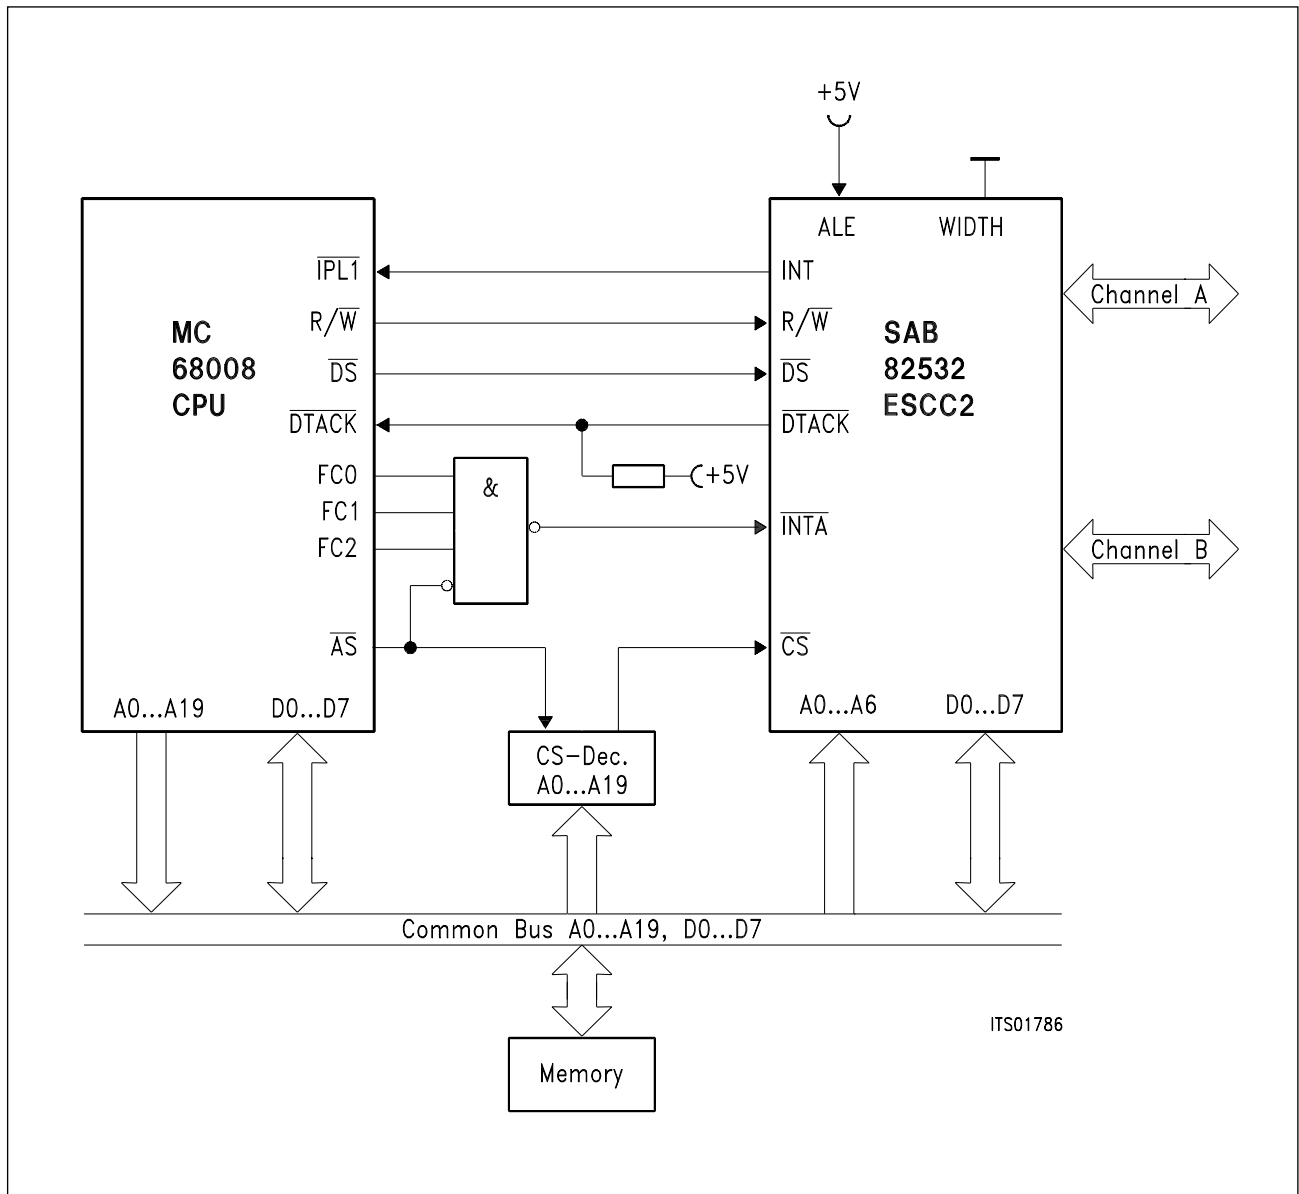 +5V
ALE
WIDTH
IPL1
INT
Channel A
R/W
R/W
MC
68008
CPU
SAB
82532
ESCC2
DS
DS
DTACK
DTACK
FC0
+5V
&
FC1
INTA
FC2
Channel B
AS
CS
A0...A19
D0...D7
A0...A6
D0...D7
CS-Dec.
A0...A19
Common Bus A0...A19, D0...D7
ITS01786
Memory